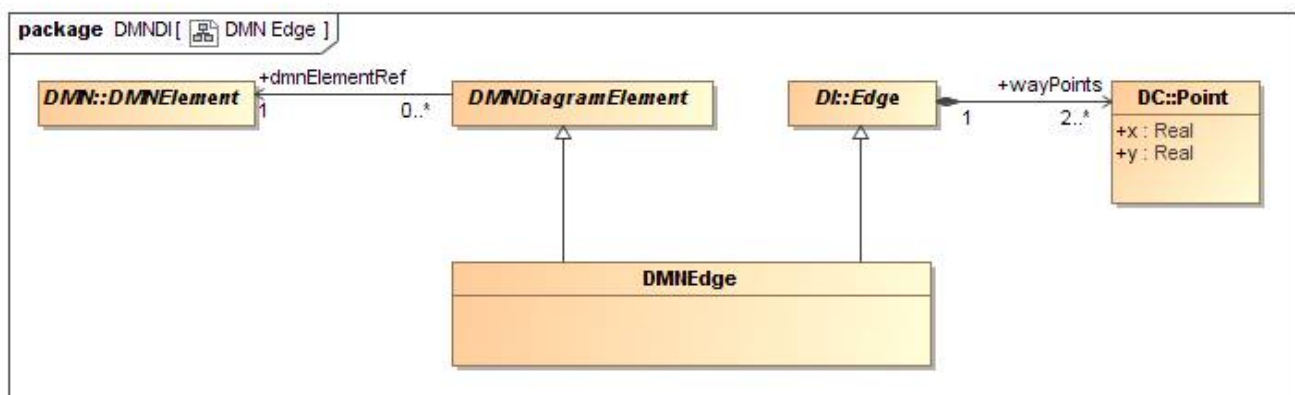 package DMNDI [ DMN Edge ]
DMN::DMNElement
+dmnElementRef
1
0..*
DMNDiagramElement
DI::Edge
+wayPoints
1
2..*
DC::Point
+x : Real
+y : Real
DMNEdge